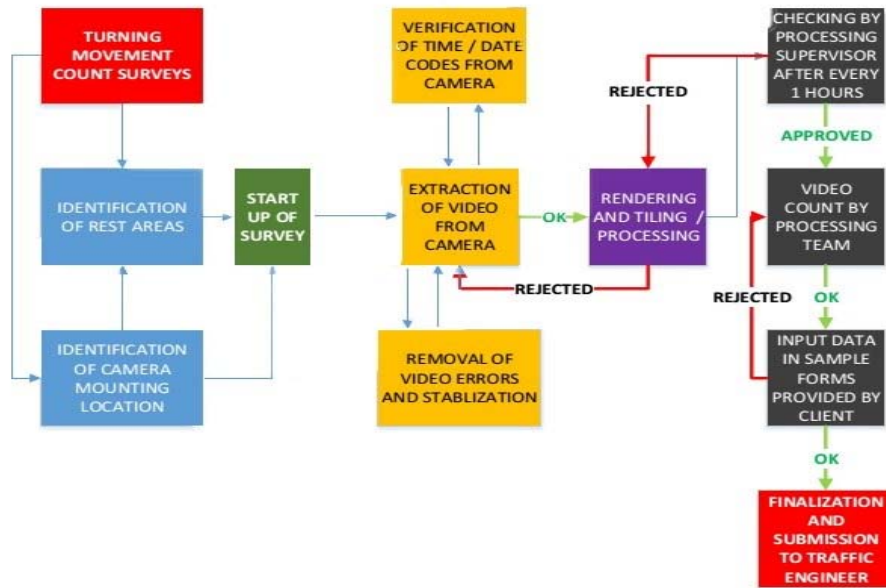 TURNING
MOVEMENT
COUNT SURVEYS
IDENTIFICATION
OF REST AREAS
IDENTIFICATION
OF CAMERA
MOUNTING
LOCATION
START
UP OF
SURVEY
VERIFICATION
OF TIME / DATE
CODES FROM
CAMERA
EXTRACTION
OF VIDEO
FROM
CAMERA
REMOVAL OF
VIDEO ERRORS
AND STABLIZATION
OK
REJECTED
RENDERING
AND TILING /
PROCESSING
REJECTED
CHECKING BY
PROCESSING
SUPERVISOR
AFTER EVERY
1 HOURS
APPROVED
VIDEO
COUNT BY
PROCESSING
TEAM
REJECTED
OK
INPUT DATA
IN SAMPLE
FORMS
PROVIDED BY
CLIENT
OK
FINALIZATION
AND
SUBMISSION
TO TRAFFIC
ENGINEER